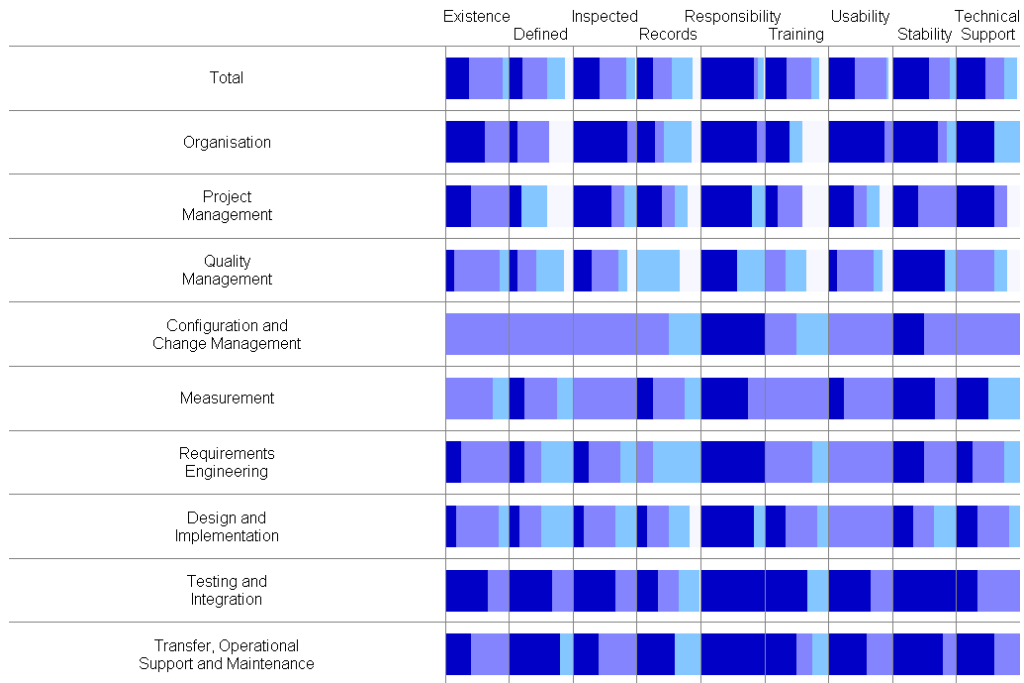 Existence Inspected Responsibility Usability Technical
Defined Records Training Stability Support
Total
Organisation
Project
Management
Quality
Management
Configuration and
Change Management
Measurement
Requirements
Engineering
Design and
Implementation
Testing and
Integration
Transfer, Operational
Support and Maintenance